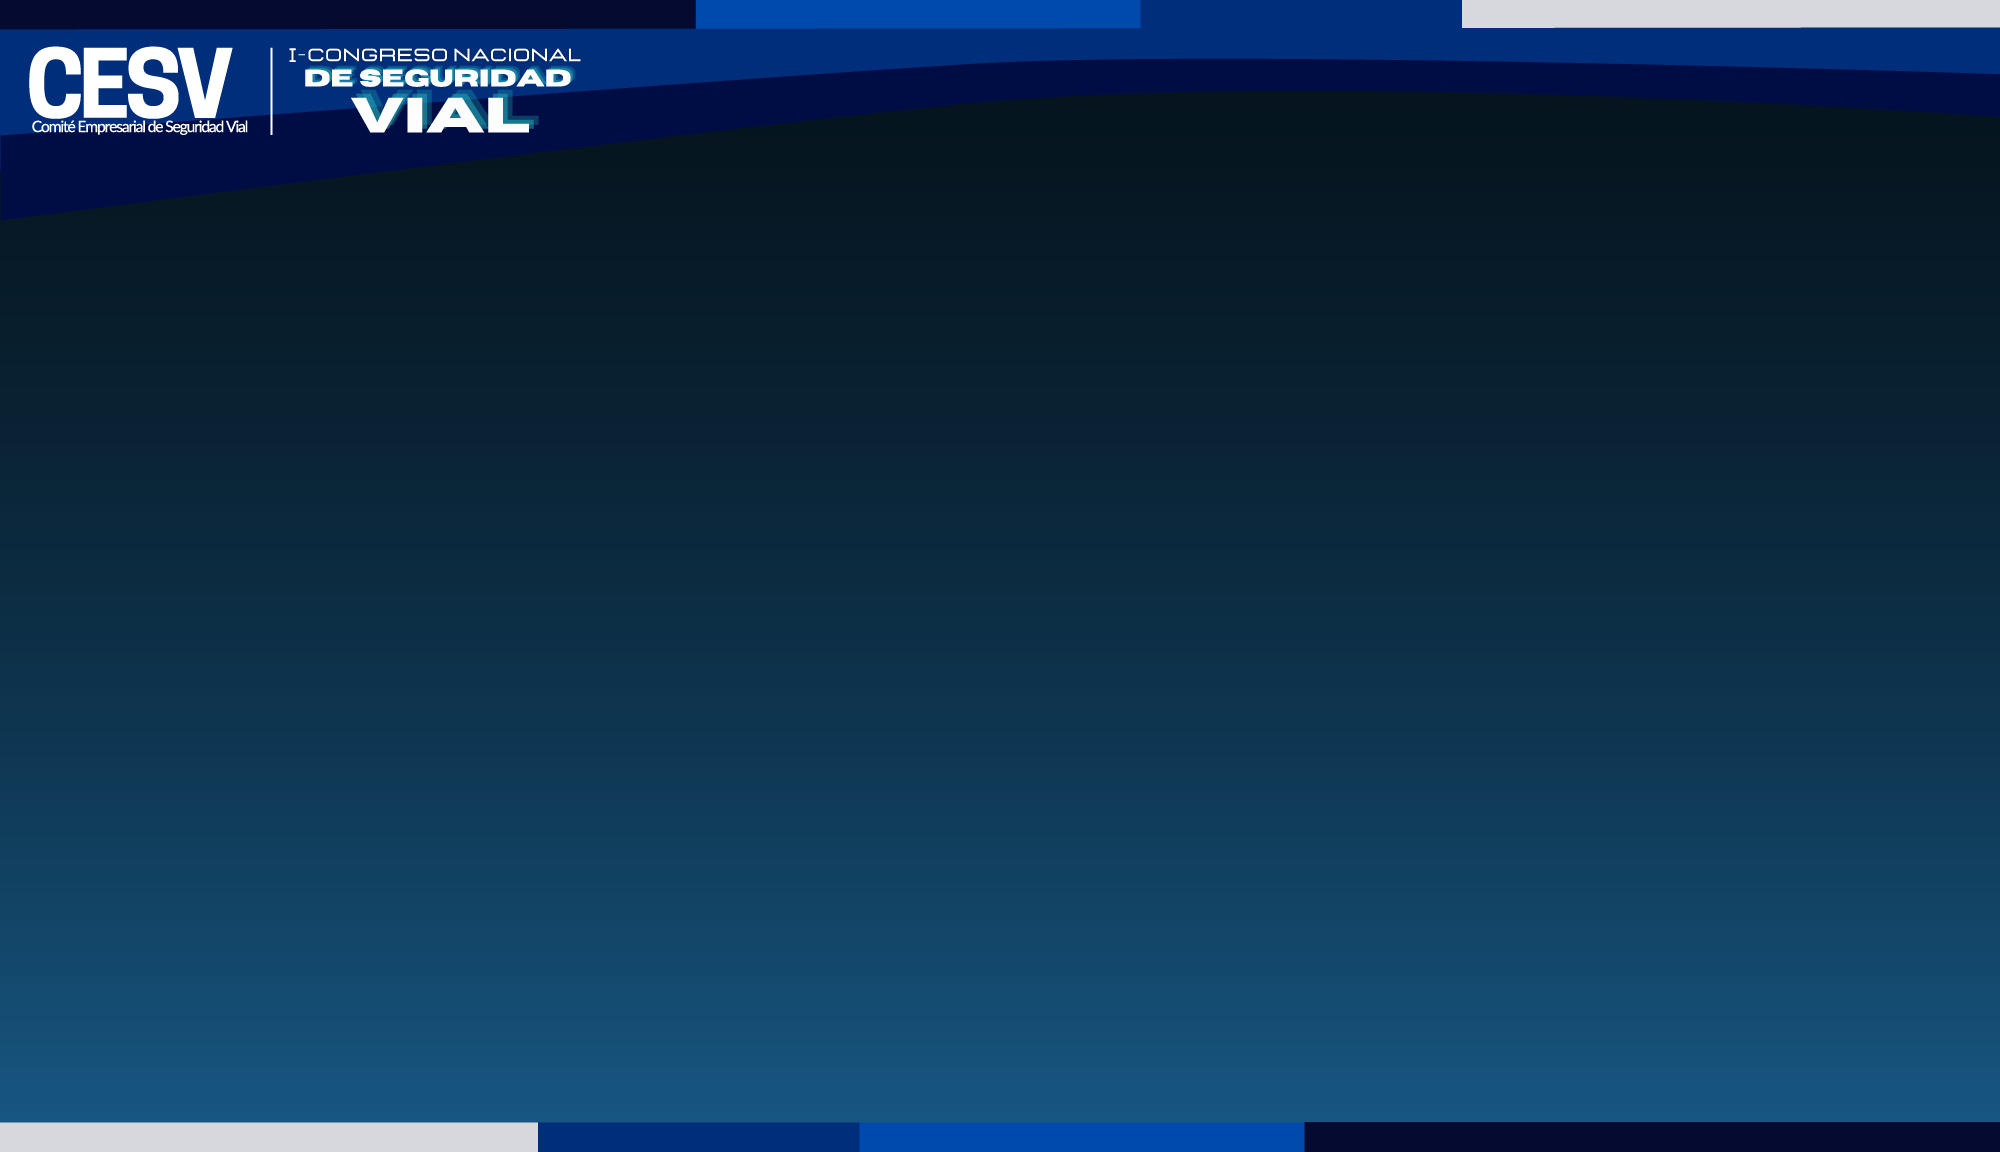 CESV
Comité Empresarial de Seguridad Vial
I-CONGRESO NACIONAL
DE SEGURIDAD
VIAL